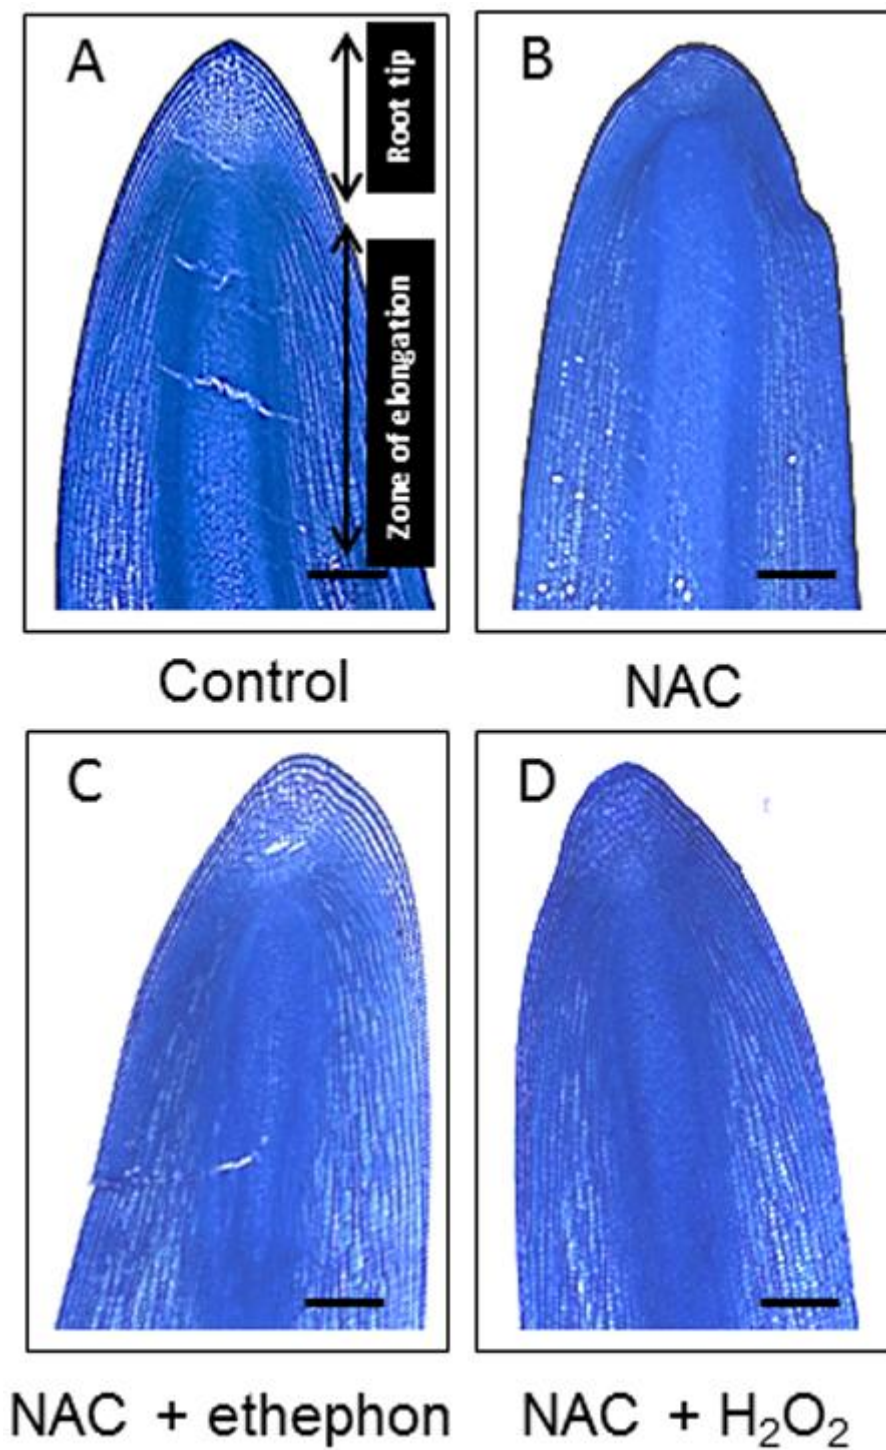 A
Root tip
Zone of elongation
B
Control
NAC
C
D
NAC + ethephon
NAC + H₂O₂